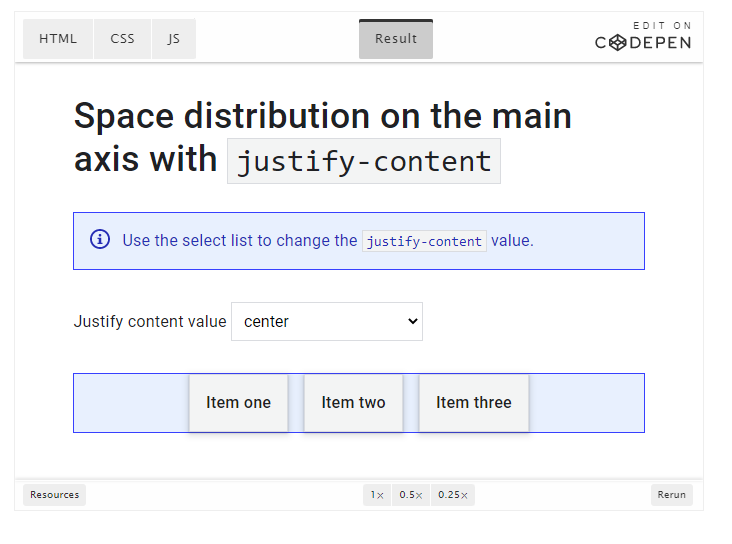 HTML CSS JS Result EDIT ON
CODEPEN
Space distribution on the main
axis with justify-content
Use the select list to change the justify-content value.
Justify content value center
Item one Item two Item three
Resources 1× 0.5× 0.25× Rerun